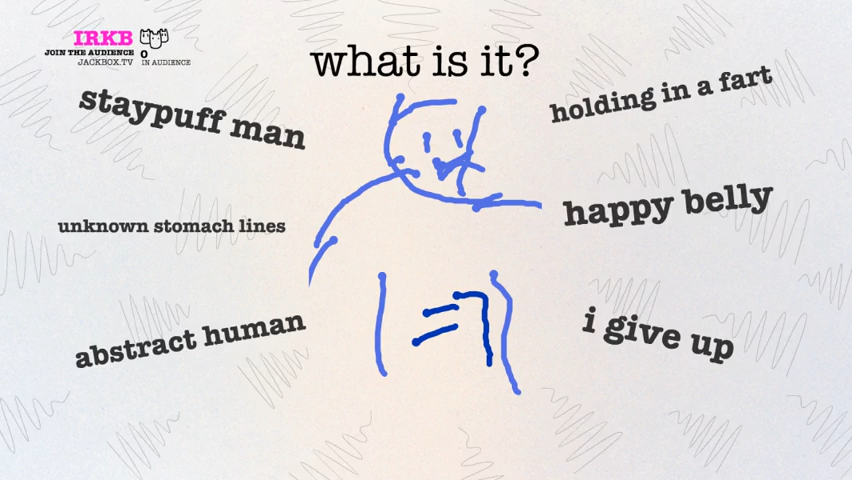 IRKB
JOIN THE AUDIENCE
JACKBOX.TV
0
IN AUDIENCE
what is it?
staypuff man
holding in a fart
unknown stomach lines
happy belly
abstract human
i give up